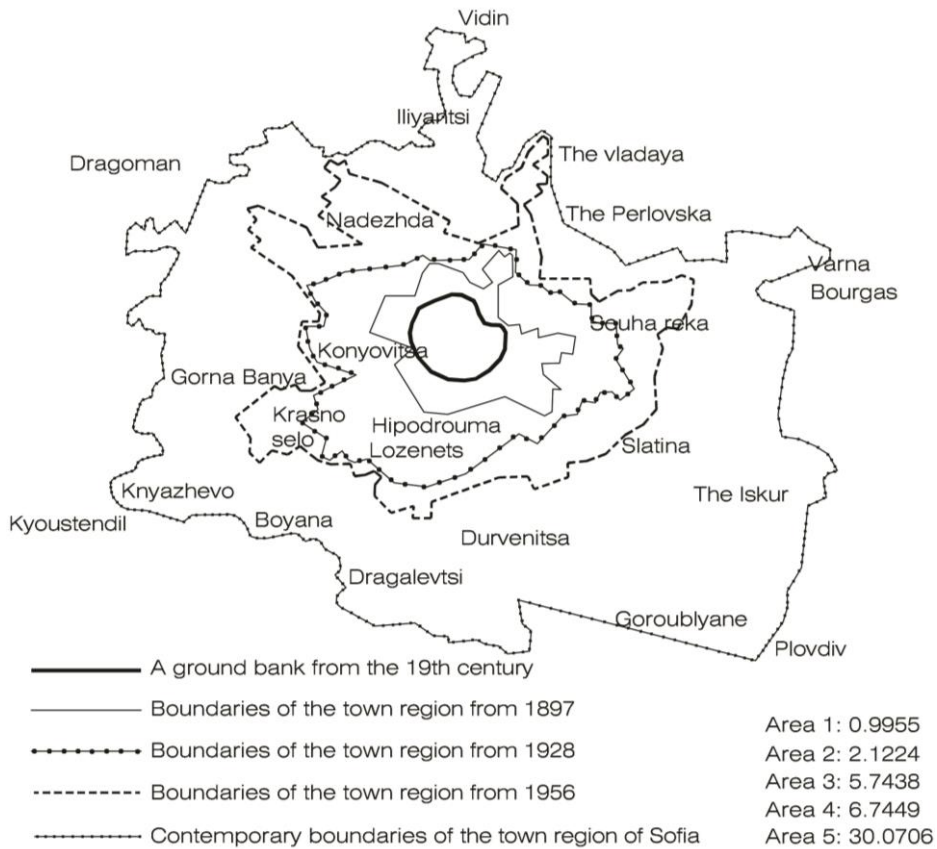 Vidin
Iliyantsi
Dragoman
The vladaya
Nadezhda
The Perlovska
Varna
Bourgas
Souha reka
Konyovitsa
Gorna Banya
Krasno
selo
Hipodrouma
Lozenets
Slatina
Knyazhevo
The Iskur
Kyoustendil
Boyana
Durvenitsa
Dragalevtsi
Goroublyane
Plovdiv
A ground bank from the 19th century
Boundaries of the town region from 1897
Boundaries of the town region from 1928
Boundaries of the town region from 1956
Contemporary boundaries of the town region of Sofia
Area 1: 0.9955
Area 2: 2.1224
Area 3: 5.7438
Area 4: 6.7449
Area 5: 30.0706